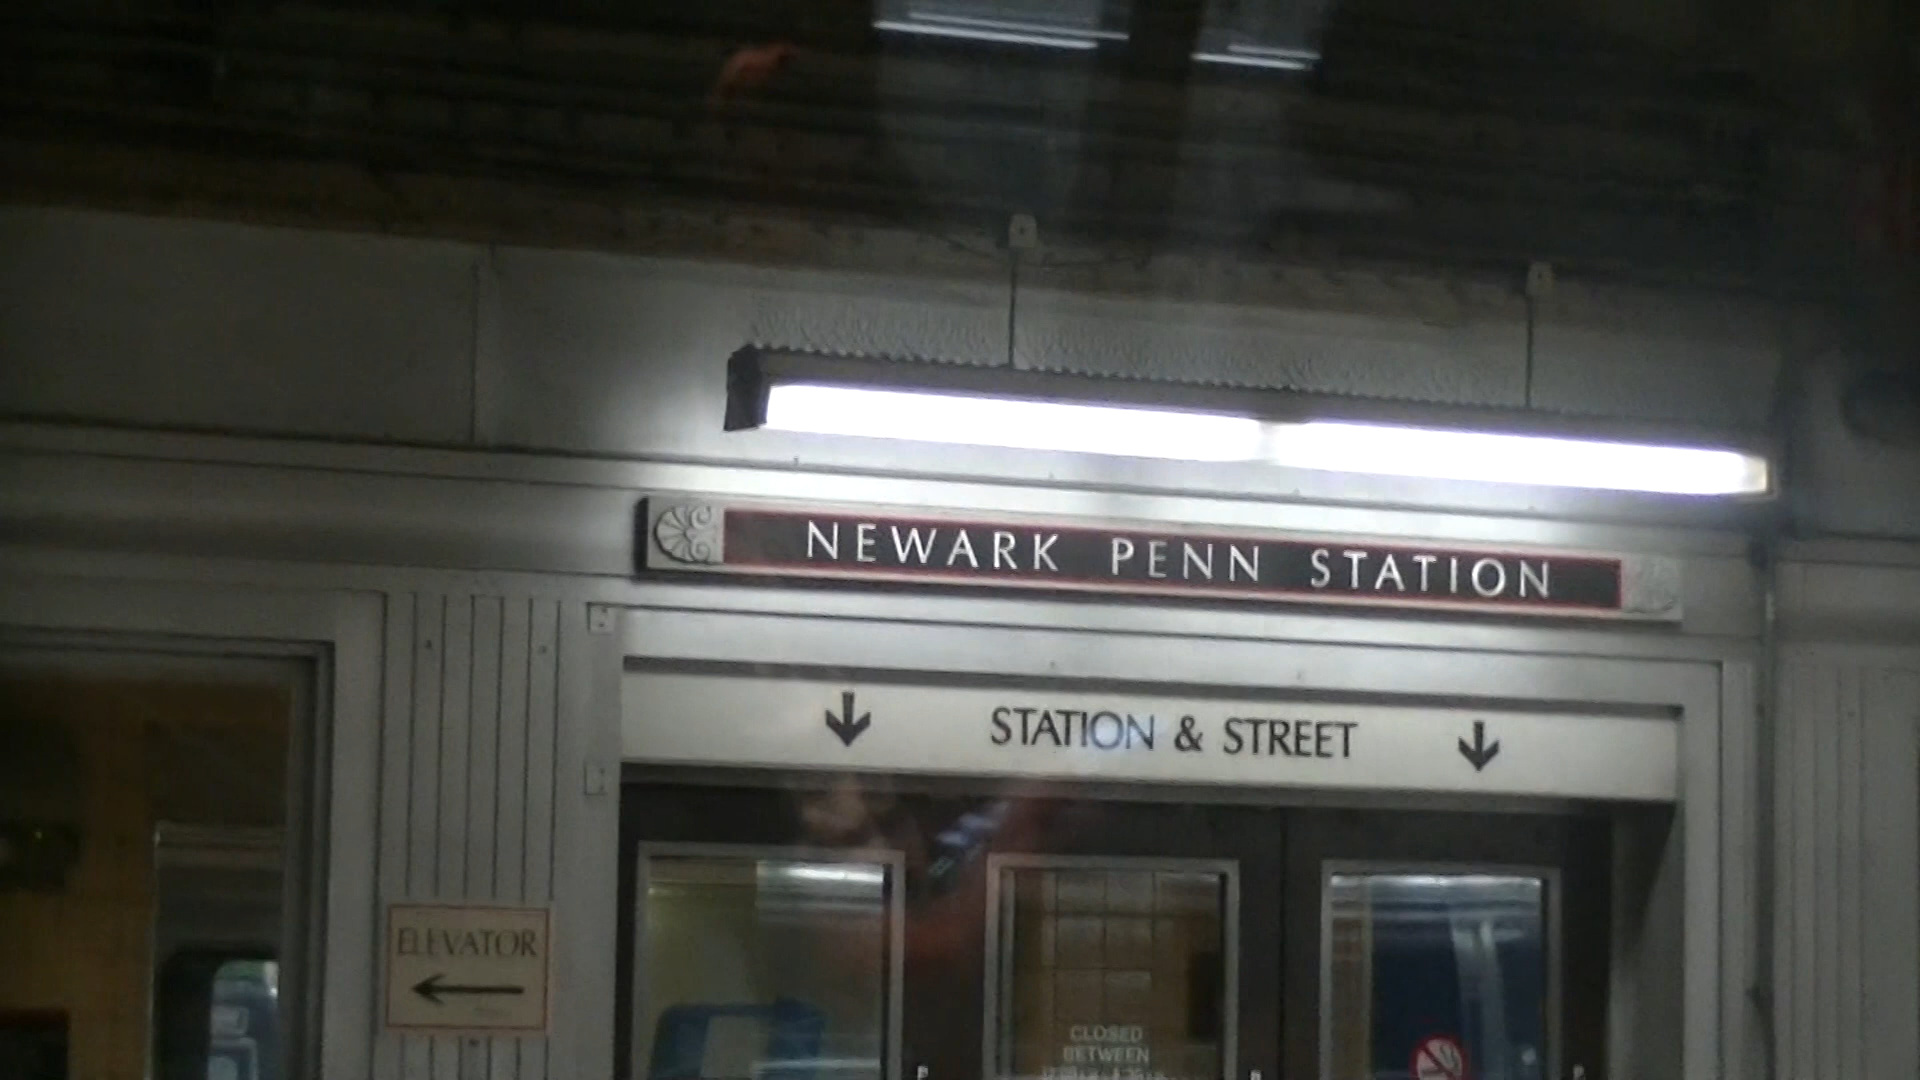 NEWARK PENN STATION
STATION & STREET
ELEVATOR
CLOSED
BETWEEN